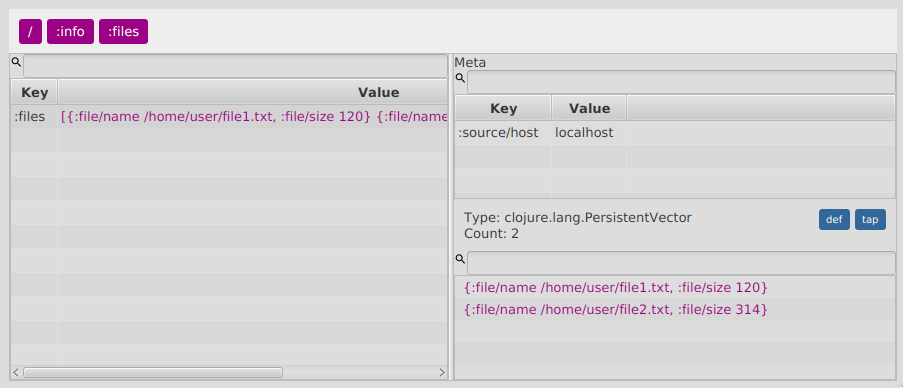 / :info :files
Key Value
:files [{:file/name /home/user/file1.txt, :file/size 120} {:file/name
Meta
Key Value
:source/host localhost
Type: clojure.lang.PersistentVector
Count: 2
def tap
{:file/name /home/user/file1.txt, :file/size 120}
{:file/name /home/user/file2.txt, :file/size 314}